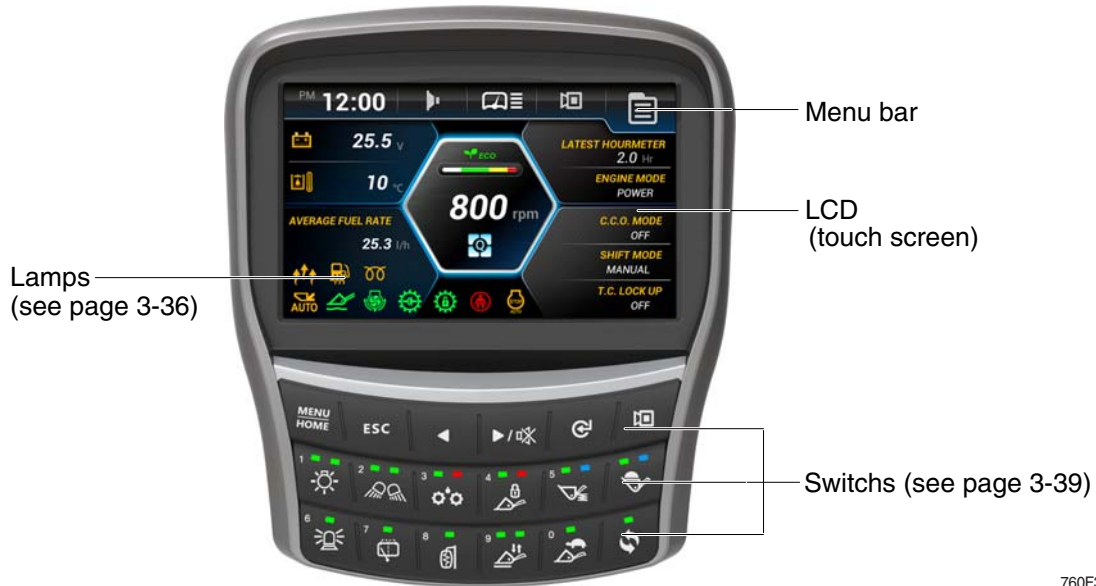 PM 12:00
Menu bar
25.5 V
ECO
LATEST HOURMETER
2.0 Hr
10 ℃
ENGINE MODE
POWER
800 rpm
AVERAGE FUEL RATE
25.3 l/h
Q
C.C.O. MODE
OFF
LCD
(touch screen)
SHIFT MODE
MANUAL
Lamps
(see page 3-36)
AUTO
STOP
T.C. LOCK UP
OFF
MENU
HOME
ESC
/
1
2
3
4
5
Switchs (see page 3-39)
6
7
8
9
0